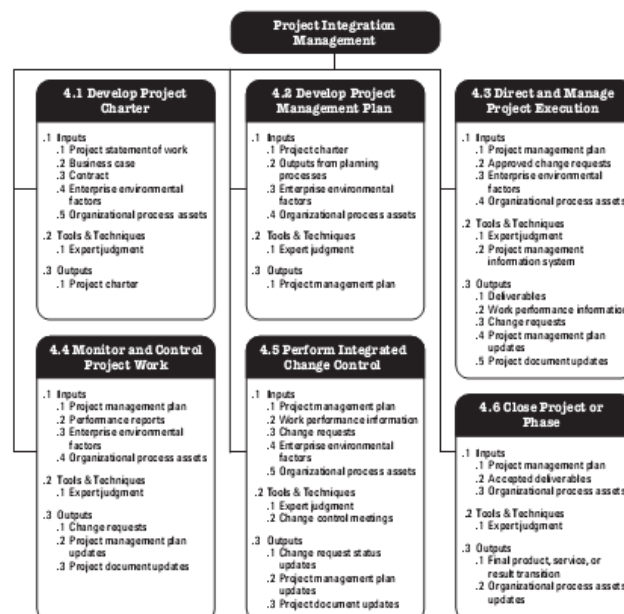 Project Integration
Management
4.1 Develop Project
Charter
.1 Inputs
.1 Project statement of work
.2 Business case
.3 Contract
.4 Enterprise environmental
factors
.5 Organizational process assets
.2 Tools & Techniques
.1 Expert judgment
.3 Outputs
.1 Project charter
4.2 Develop Project
Management Plan
.1 Inputs
.1 Project charter
.2 Outputs from planning
processes
.3 Enterprise environmental
factors
.4 Organizational process assets
.2 Tools & Techniques
.1 Expert judgment
.3 Outputs
.1 Project management plan
4.3 Direct and Manage
Project Execution
.1 Inputs
.1 Project management plan
.2 Approved change requests
.3 Enterprise environmental
factors
.4 Organizational process assets
.2 Tools & Techniques
.1 Expert judgment
.2 Project management
information system
.3 Outputs
.1 Deliverables
.2 Work performance information
.3 Change requests
.4 Project management plan
updates
.5 Project document updates
4.4 Monitor and Control
Project Work
.1 Inputs
.1 Project management plan
.2 Performance reports
.3 Enterprise environmental
factors
.4 Organizational process assets
.2 Tools & Techniques
.1 Expert judgment
.3 Outputs
.1 Change requests
.2 Project management plan
updates
.3 Project document updates
4.5 Perform Integrated
Change Control
.1 Inputs
.1 Project management plan
.2 Work performance information
.3 Change requests
.4 Enterprise environmental
factors
.5 Organizational process assets
.2 Tools & Techniques
.1 Expert judgment
.2 Change control meetings
.3 Outputs
.1 Change request status
updates
.2 Project management plan
updates
.3 Project document updates
4.6 Close Project or
Phase
.1 Inputs
.1 Project management plan
.2 Accepted deliverables
.3 Organizational process assets
.2 Tools & Techniques
.1 Expert judgment
.3 Outputs
.1 Final product, service, or
result transition
.2 Organizational process assets
updates